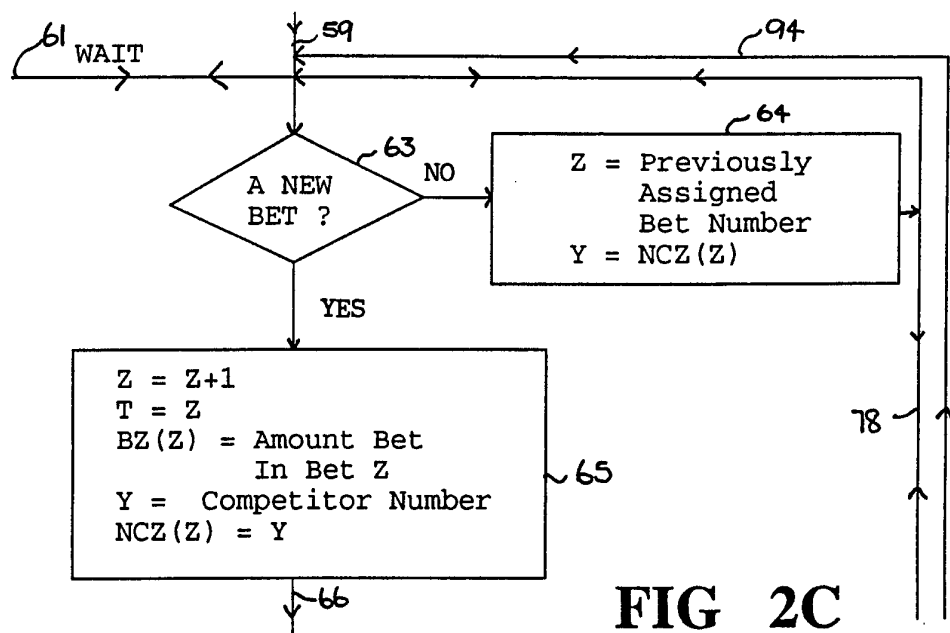 59
94
61
WAIT
63
A NEW
BET ?
NO
64
Z = Previously
Assigned
Bet Number
Y = NCZ(Z)
YES
Z = Z+1
T = Z
BZ(Z) = Amount Bet
In Bet Z
Y = Competitor Number
NCZ(Z) = Y
65
78
66
FIG 2C